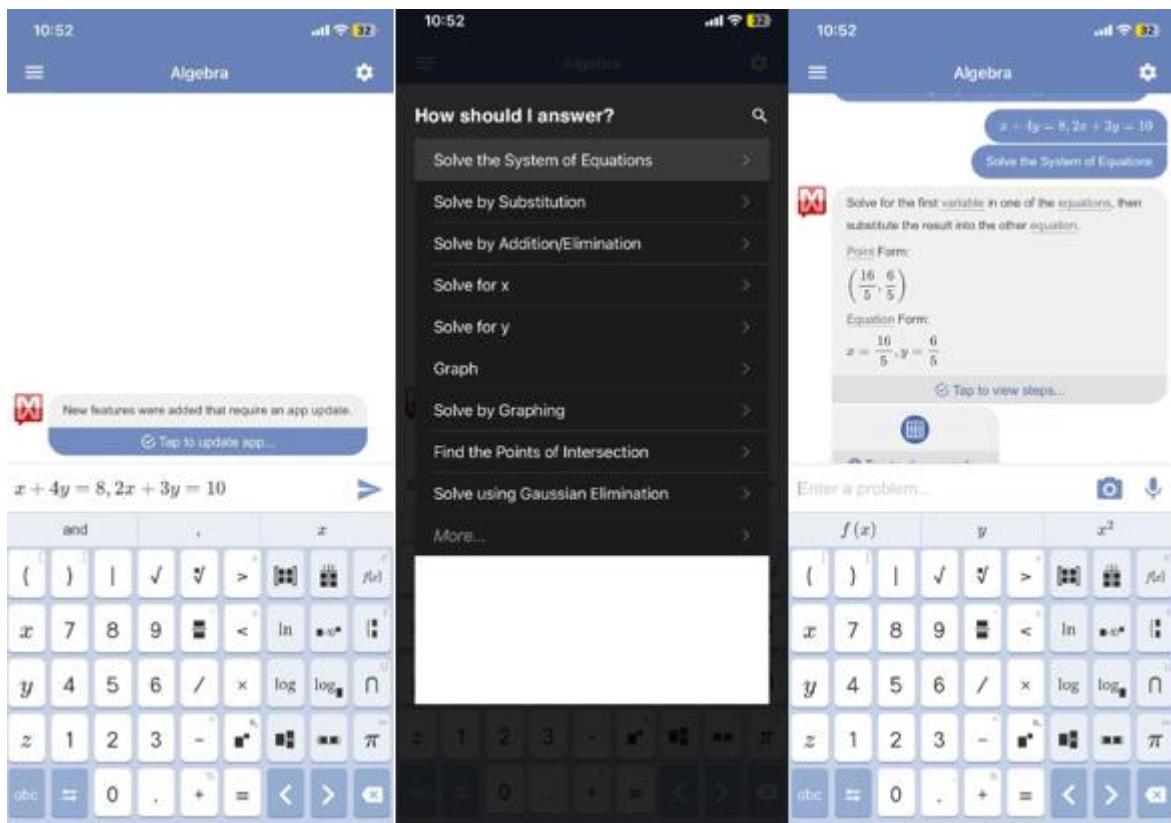 10:52
32
Algebra
New features were added that require an app update.
Tap to update app...
x + 4y = 8, 2x + 3y = 10
and , x
( ) | √ > f(x)
x 7 8 9 < ln
y 4 5 6 / × log log ∩
z 1 2 3 - π
abc 0 . + = < >
10:52
32
Algebra
How should I answer?
Solve the System of Equations
Solve by Substitution
Solve by Addition/Elimination
Solve for x
Solve for y
Graph
Solve by Graphing
Find the Points of Intersection
Solve using Gaussian Elimination
More...
10:52
32
Algebra
x + 4y = 8, 2x + 3y = 10
Solve the System of Equations
Solve for the first variable in one of the equations, then
substitute the result into the other equation.
Point Form:
(16/5, 6/5)
Equation Form:
x = 16/5, y = 6/5
Tap to view steps...
Enter a problem...
f(x) y x²
( ) | √ > f(x)
x 7 8 9 < ln
y 4 5 6 / × log log ∩
z 1 2 3 - π
abc 0 . + = < >